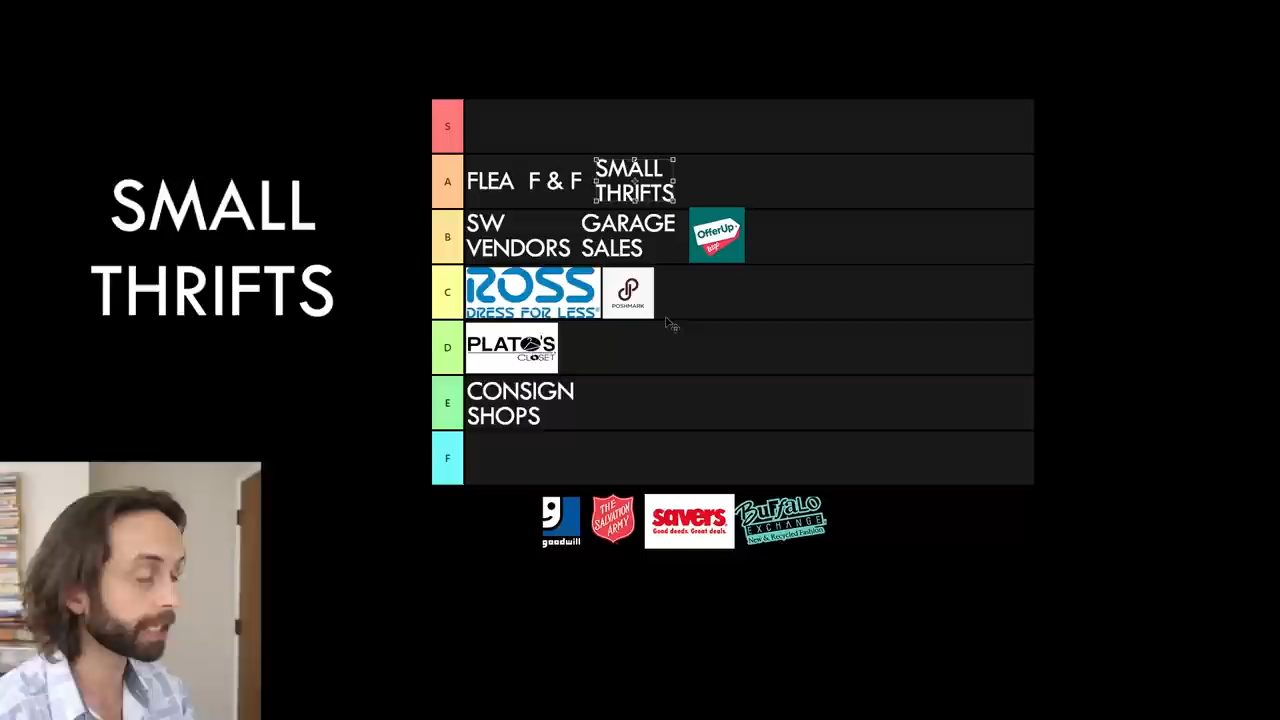 SMALL
THRIFTS
S
A
FLEA F & F SMALL
THRIFTS
B
SW
VENDORS
GARAGE
SALES
OfferUp
C
ROSS
DRESS FOR LESS
POSHMARK
D
PLATO'S
CLOSET
E
CONSIGN
SHOPS
F
g
goodwill
THE
SALVATION
ARMY
savers
Good deeds. Great deals.
BUFFALO
EXCHANGE
New & Recycled Fashion